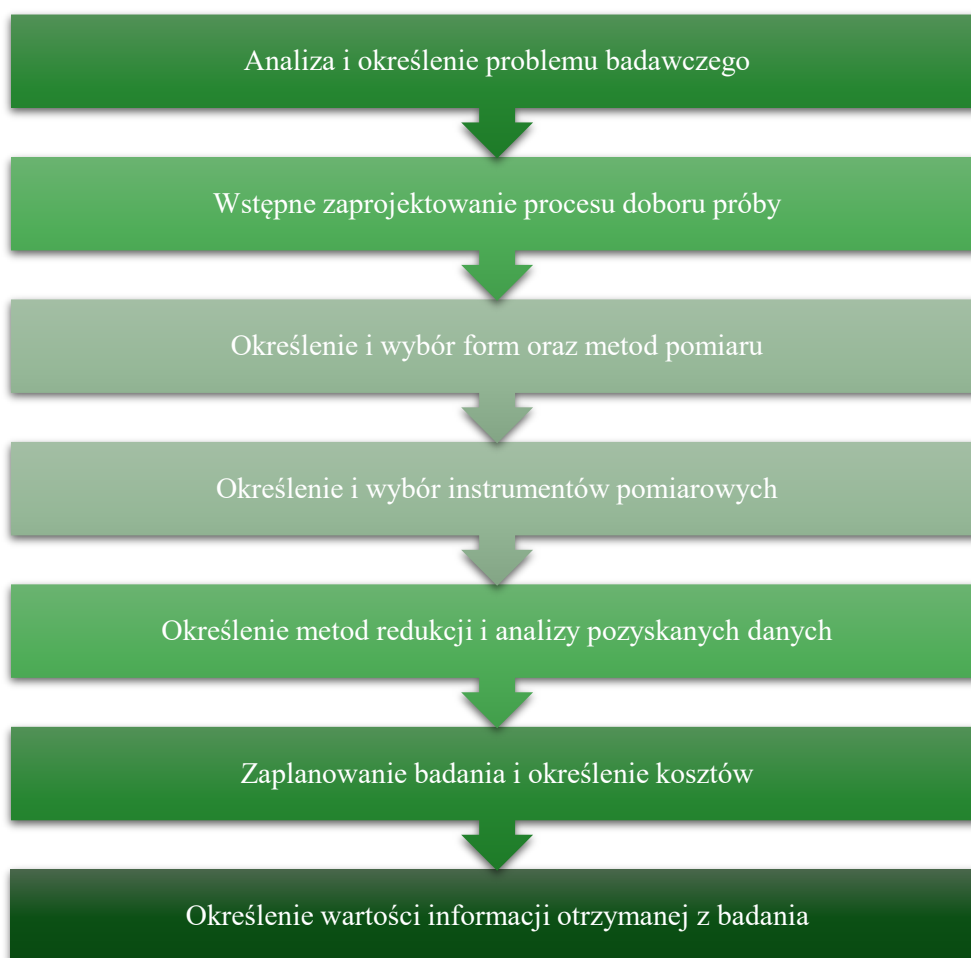 Analiza i określenie problemu badawczego
Wstępne zaprojektowanie procesu doboru próby
Określenie i wybór form oraz metod pomiaru
Określenie i wybór instrumentów pomiarowych
Określenie metod redukcji i analizy pozyskanych danych
Zaplanowanie badania i określenie kosztów
Określenie wartości informacji otrzymanej z badania